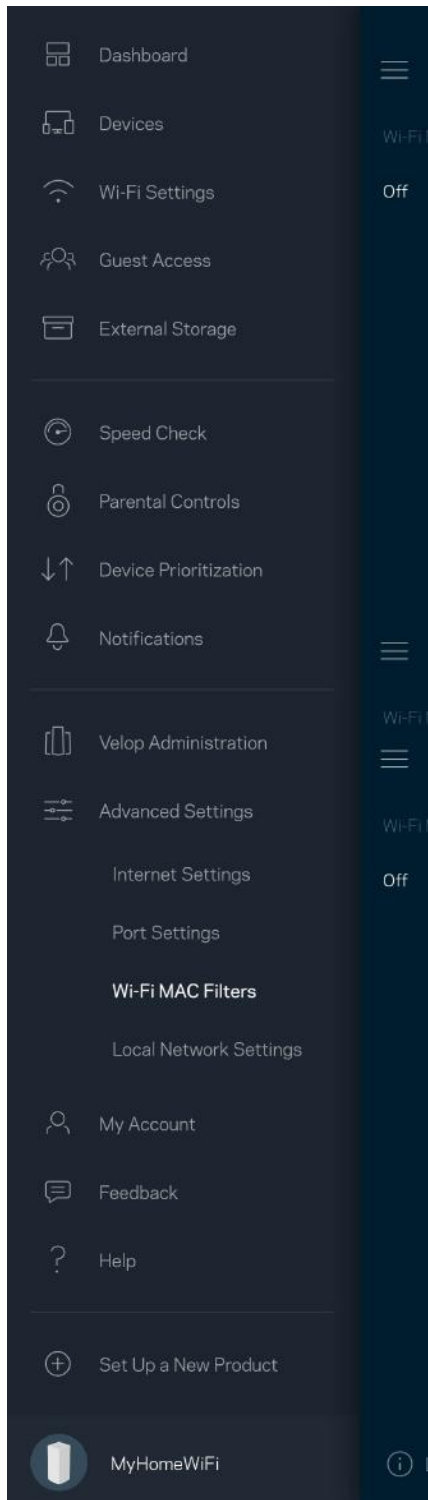 Dashboard
Devices
Wi-Fi Settings
Off
Guest Access
External Storage
Speed Check
Parental Controls
Device Prioritization
Notifications
Velop Administration
Advanced Settings
Internet Settings
Off
Port Settings
Wi-Fi MAC Filters
Local Network Settings
My Account
Feedback
Help
Set Up a New Product
MyHomeWiFi